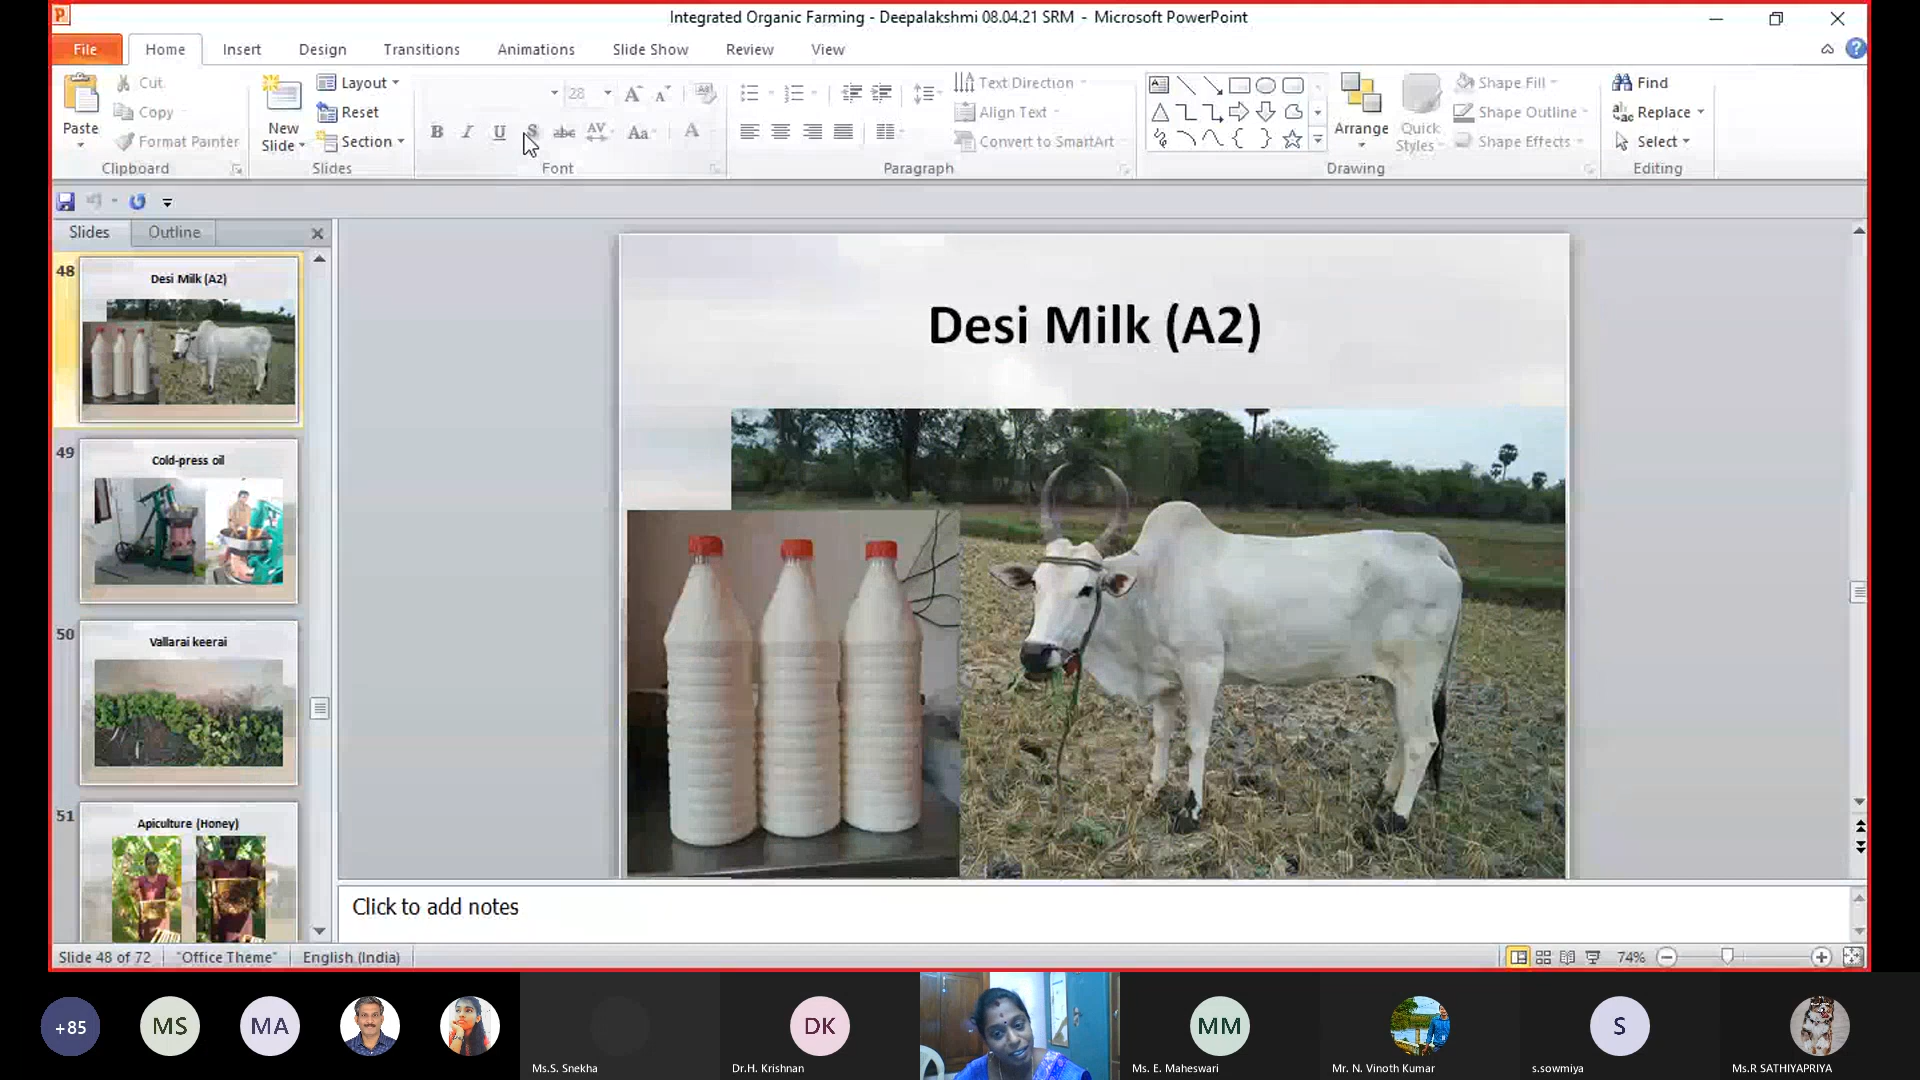 Integrated Organic Farming - Deepalakshmi 08.04.21 SRM - Microsoft PowerPoint
File Home Insert Design Transitions Animations Slide Show Review View
Paste
Cut
Copy
Format Painter
Clipboard
New Slide
Layout
Reset
Section
Slides
28
B I U S abc AV Aa A
Font
Text Direction
Align Text
Convert to SmartArt
Paragraph
Arrange
Quick Styles
Shape Fill
Shape Outline
Shape Effects
Drawing
Find
Replace
Select
Editing
Slides Outline
48
Desi Milk (A2)
49
Cold-press oil
50
Vallarai keerai
51
Apiculture (Honey)
Desi Milk (A2)
Click to add notes
Slide 48 of 72 "Office Theme" English (India) 74%
+85 MS MA DK MM S
Ms.S. Snekha
Dr.H. Krishnan
Ms. E. Maheswari
Mr. N. Vinoth Kumar
s.sowmiya
Ms.R SATHIYAPRIYA